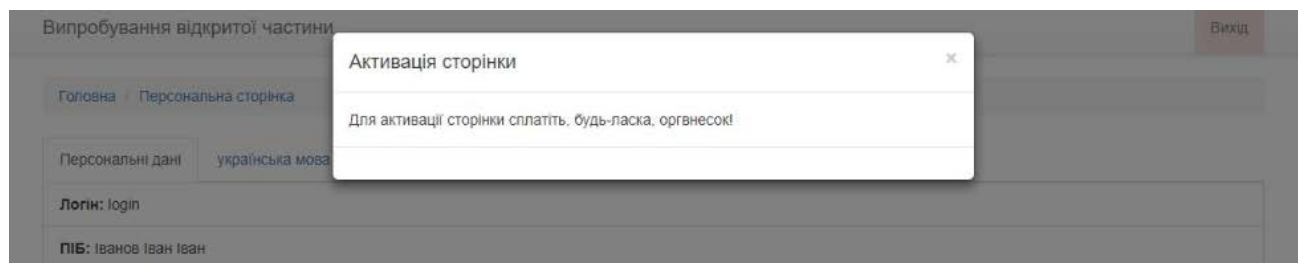 Випробування відкритої частини
Вихід
Активація сторінки ×
Головна / Персональна сторінка
Для активації сторінки сплатіть, будь-ласка, оргвнесок!
Персональні дані українська мова
Логін: login
ПІБ: Іванов Іван Іван